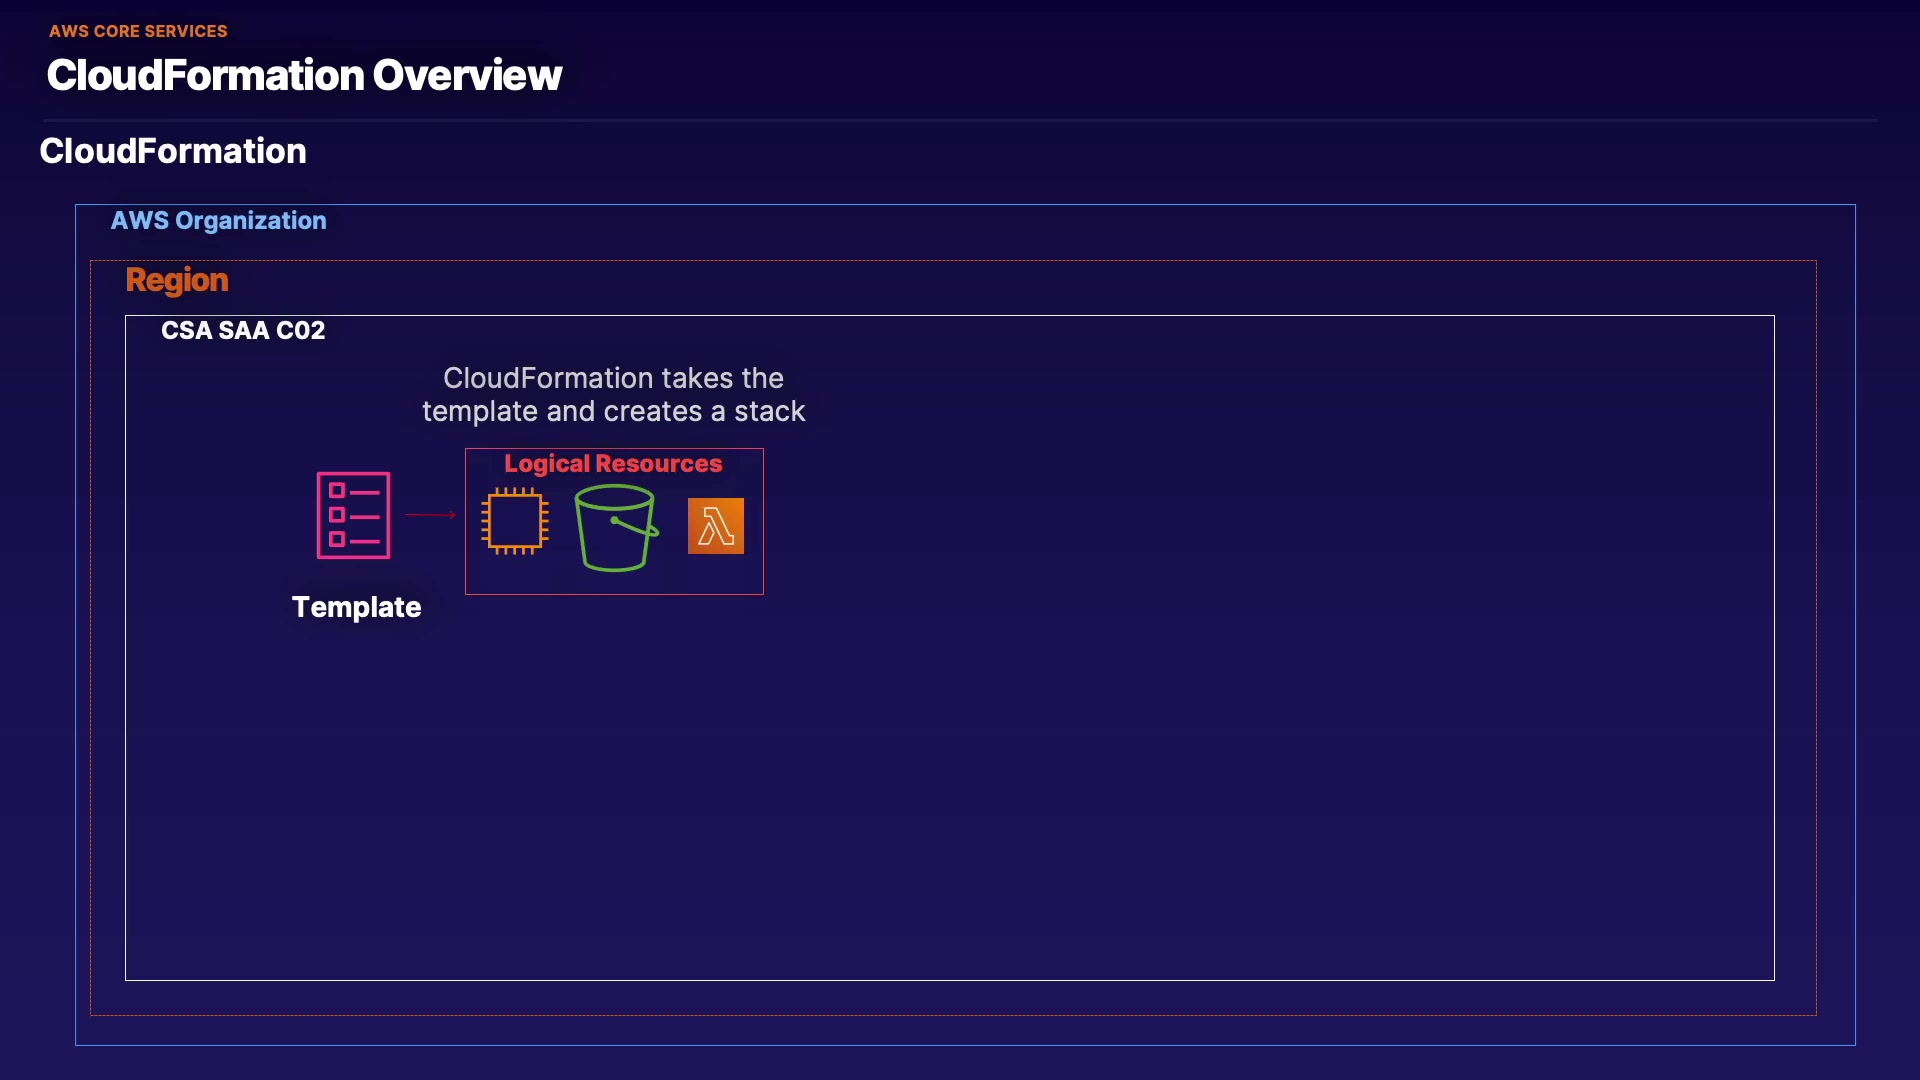 AWS CORE SERVICES
CloudFormation Overview
CloudFormation
AWS Organization
Region
CSA SAA C02
CloudFormation takes the
template and creates a stack
Logical Resources
Template